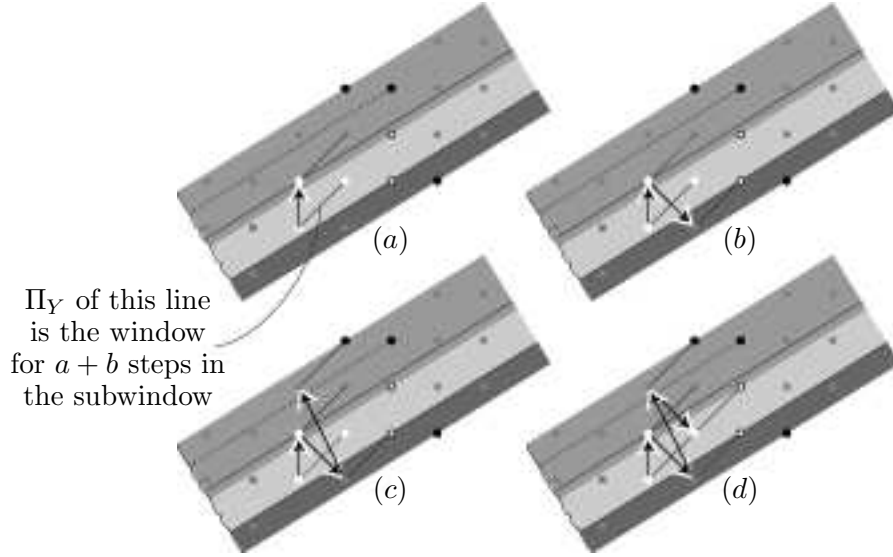 (a)
(b)
Π_Y of this line
is the window
for a + b steps in
the subwindow
(c)
(d)